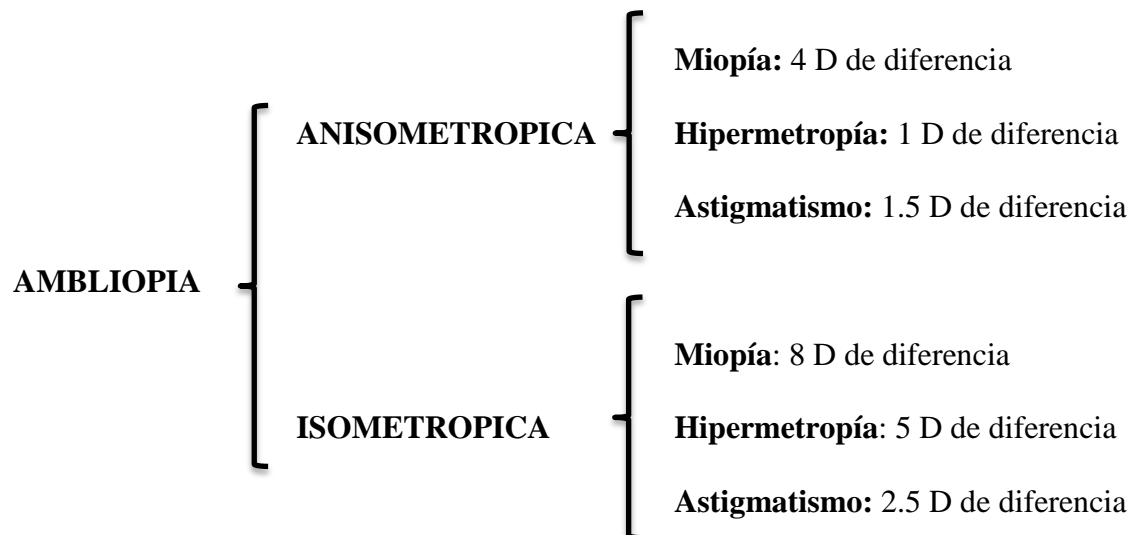 AMBLIOPIA
ANISOMETROPICA
Miopía: 4 D de diferencia
Hipermetropía: 1 D de diferencia
Astigmatismo: 1.5 D de diferencia
ISOMETROPICA
Miopía: 8 D de diferencia
Hipermetropía: 5 D de diferencia
Astigmatismo: 2.5 D de diferencia